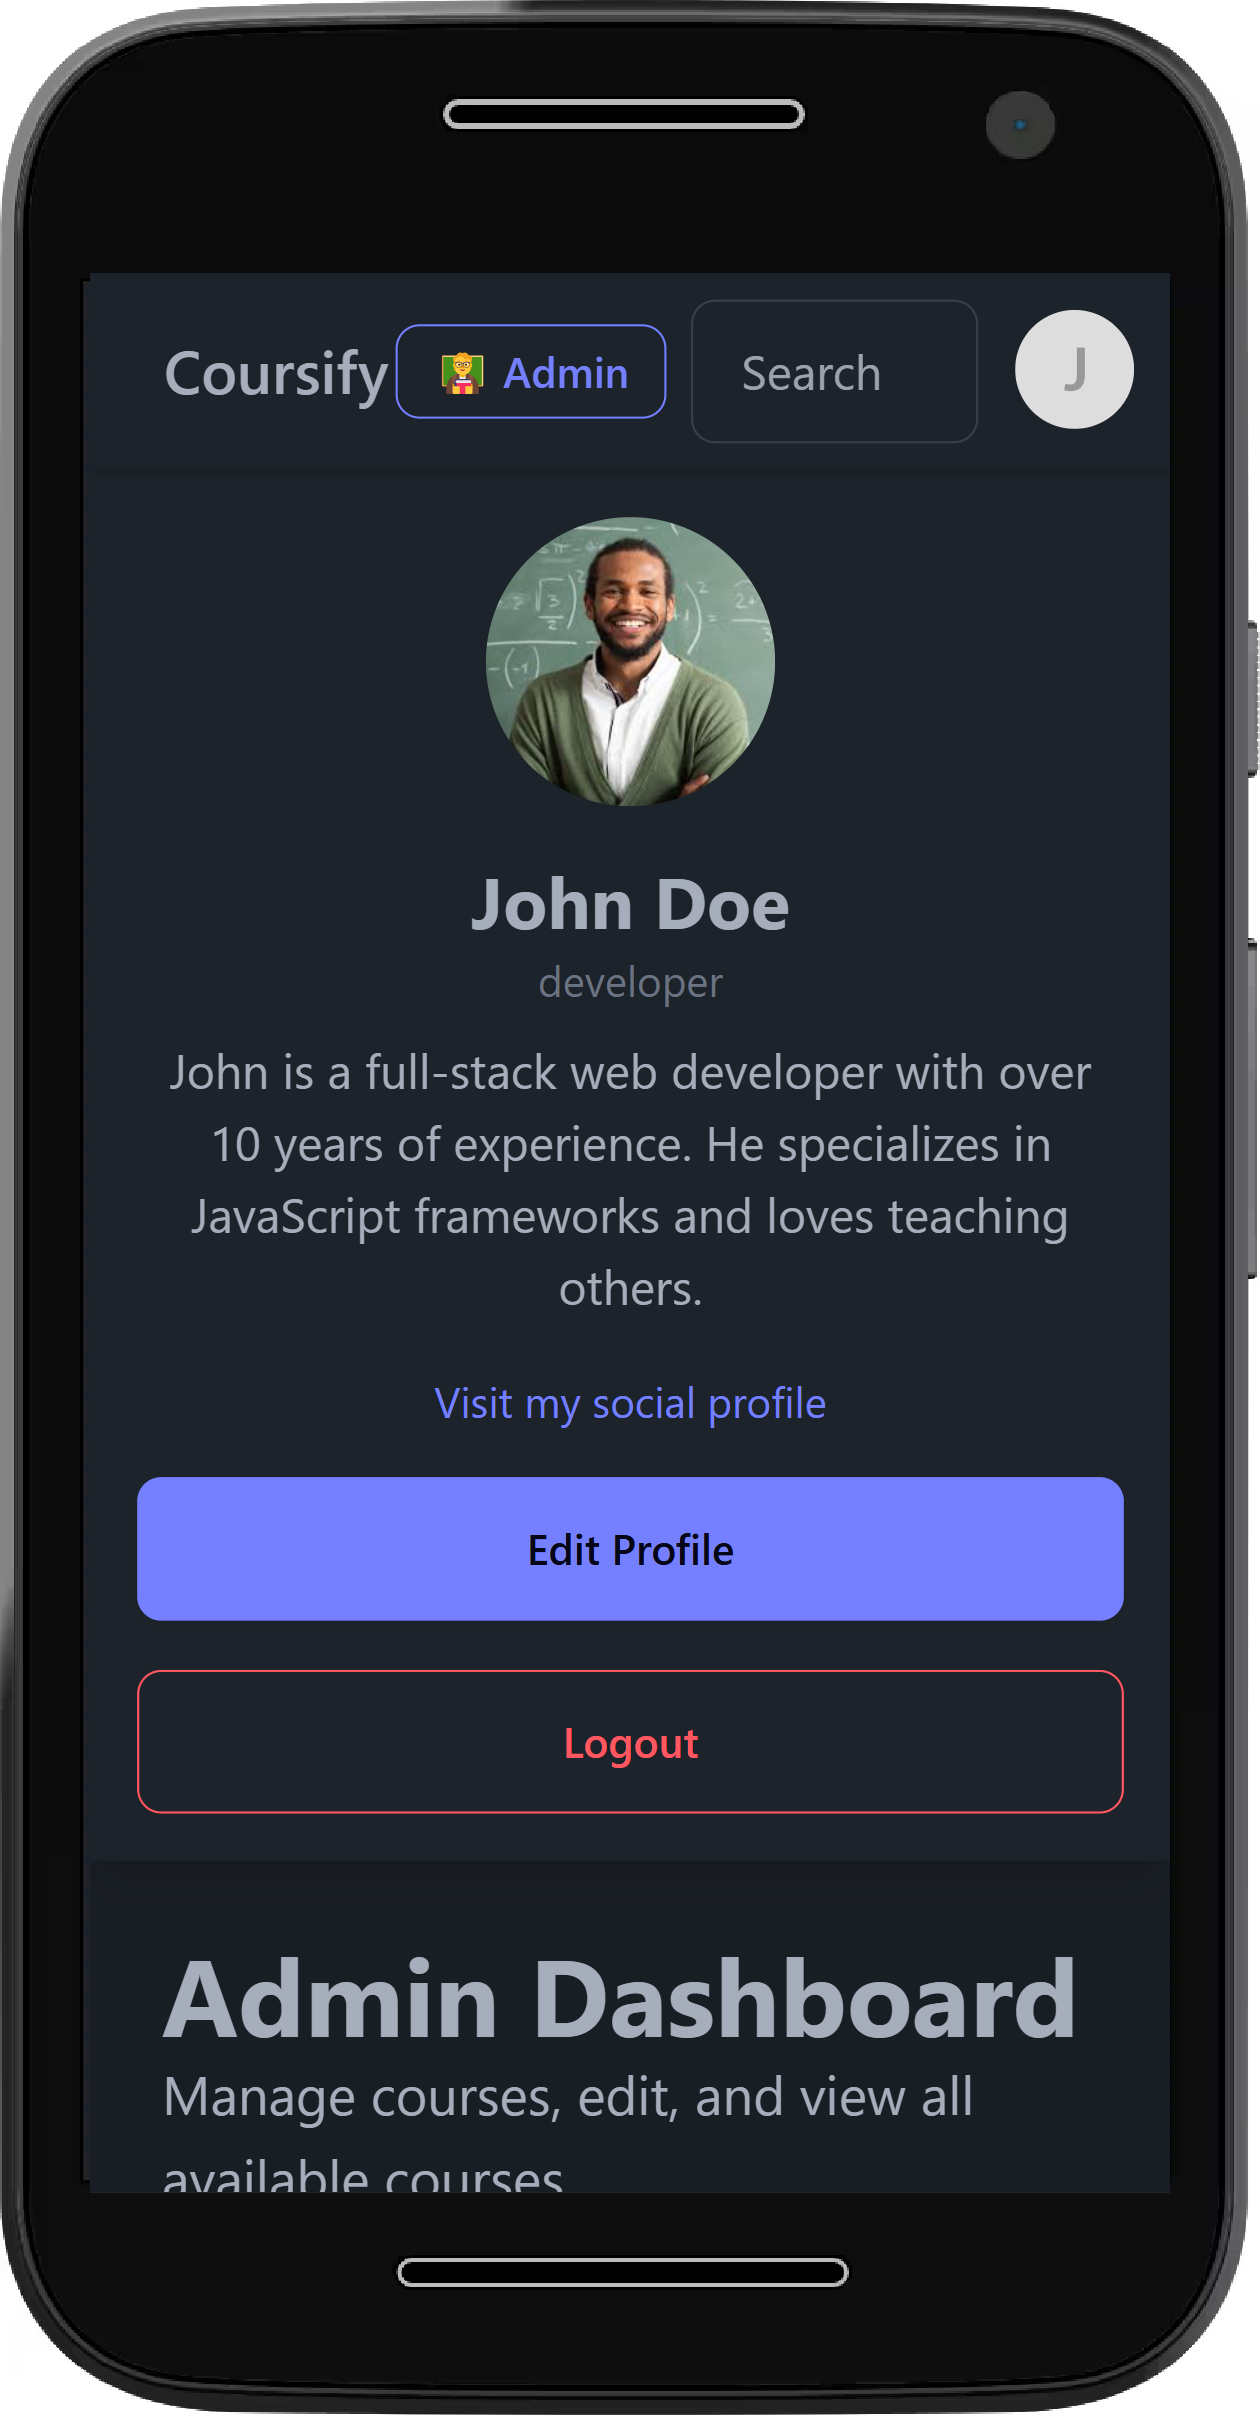 Coursify
Admin
Search
J
John Doe
developer
John is a full-stack web developer with over
10 years of experience. He specializes in
JavaScript frameworks and loves teaching
others.
Visit my social profile
Edit Profile
Logout
Admin Dashboard
Manage courses, edit, and view all
available courses